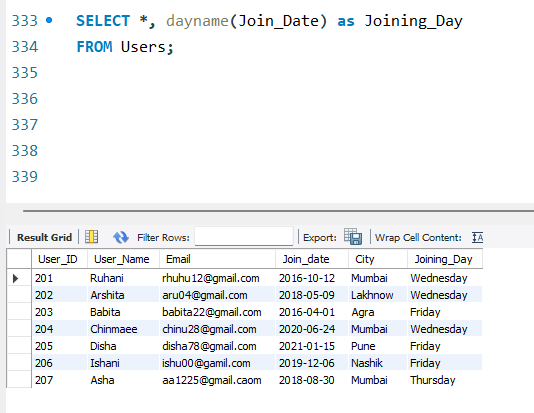 333 SELECT *, dayname(Join_Date) as Joining_Day
334 FROM Users;
335
336
337
338
339
Result Grid Filter Rows: Export: Wrap Cell Content: IA
User_ID User_Name Email Join_date City Joining_Day
201 Ruhani rhuhu12@gmail.com 2016-10-12 Mumbai Wednesday
202 Arshita aru04@gmail.com 2018-05-09 Lakhnow Wednesday
203 Babita babita22@gmail.com 2016-04-01 Agra Friday
204 Chinmaee chinu28@gmail.com 2020-06-24 Mumbai Wednesday
205 Disha disha78@gmail.com 2021-01-15 Pune Friday
206 Ishani ishu00@gamil.com 2019-12-06 Nashik Friday
207 Asha aa1225@gmail.caom 2018-08-30 Mumbai Thursday